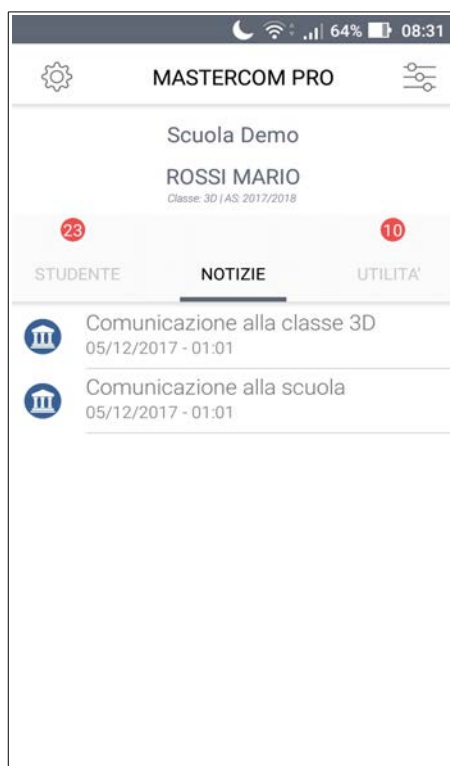 64% 08:31
MASTERCOM PRO
Scuola Demo
ROSSI MARIO
Classe: 3D | AS: 2017/2018
23 10
STUDENTE NOTIZIE UTILITA'
Comunicazione alla classe 3D
05/12/2017 - 01:01
Comunicazione alla scuola
05/12/2017 - 01:01